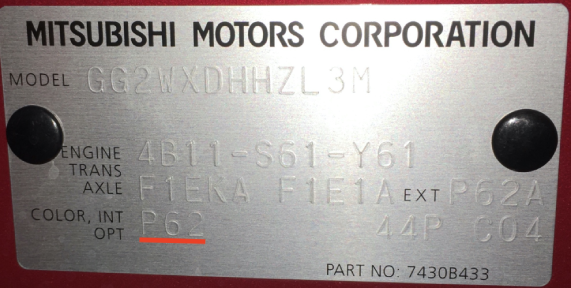 MITSUBISHI MOTORS CORPORATION
MODEL GG2WXDHHZL3M
ENGINE 4B11-S61-Y61
TRANS
AXLE F1EKA F1E1A EXT P62A
COLOR, INT P62 44P C04
OPT
PART NO: 7430B433